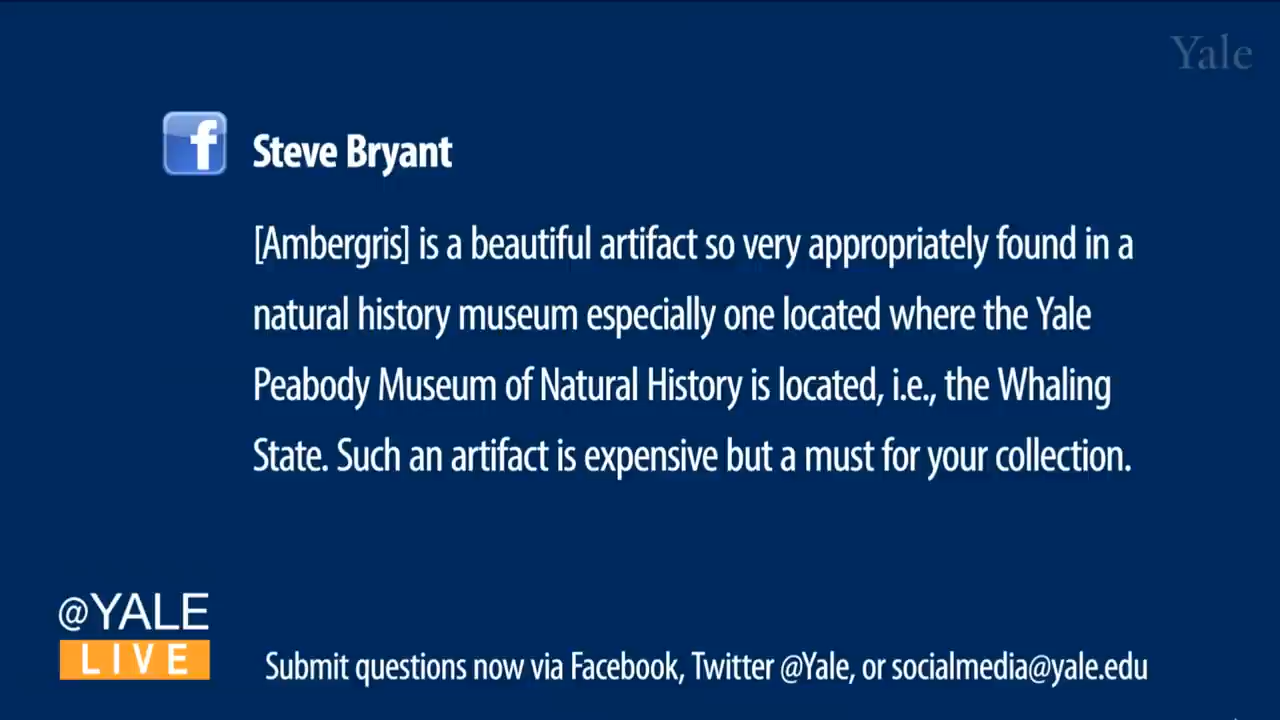 Yale
f
Steve Bryant
[Ambergris] is a beautiful artifact so very appropriately found in a
natural history museum especially one located where the Yale
Peabody Museum of Natural History is located, i.e., the Whaling
State. Such an artifact is expensive but a must for your collection.
@YALE
LIVE
Submit questions now via Facebook, Twitter @Yale, or socialmedia@yale.edu